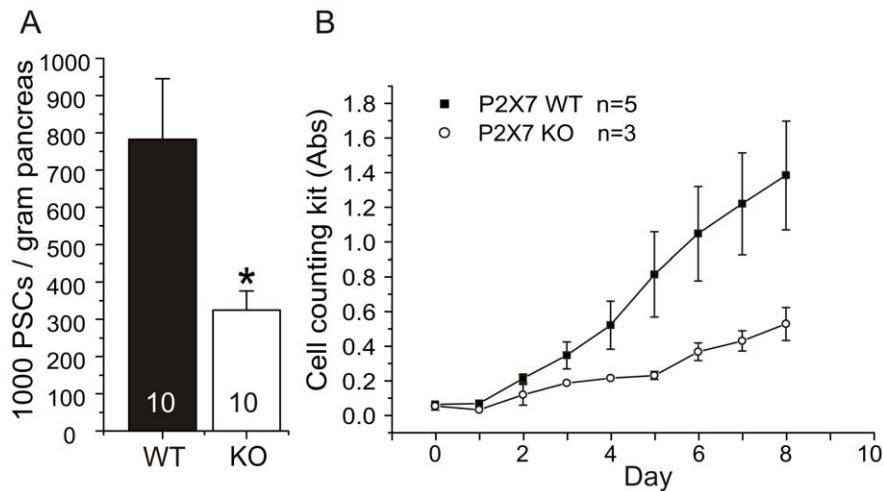 A
1000 PSCs / gram pancreas
1000
900
800
700
600
500
400
300
200
100
0
10
10
*
WT
KO
B
Cell counting kit (Abs)
1.8
1.6
1.4
1.2
1.0
0.8
0.6
0.4
0.2
0.0
P2X7 WT n=5
P2X7 KO n=3
0 2 4 6 8 10
Day